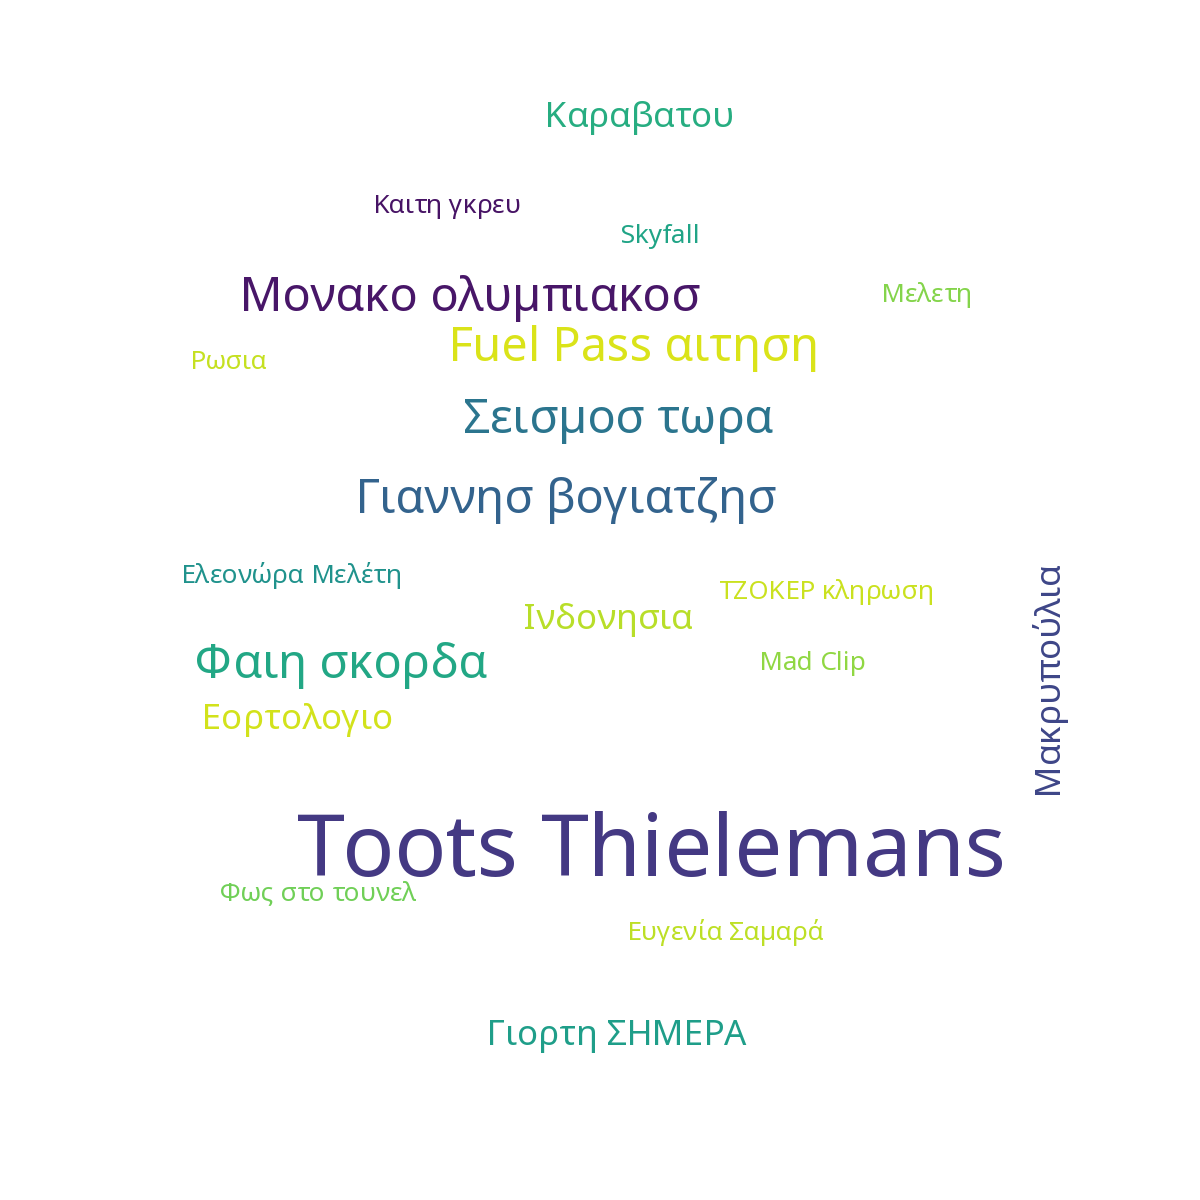 Καραβατου
Καιτη γκρευ
Skyfall
Μονακο ολυμπιακοσ
Μελετη
Fuel Pass αιτηση
Ρωσια
Σεισμοσ τωρα
Γιαννησ βογιατζησ
Ελεονώρα Μελέτη
ΤΖΟΚΕΡ κληρωση
Ινδονησια
Μακρυπούλια
Φαιη σκορδα
Mad Clip
Εορτολογιο
Toots Thielemans
Φως στο τουνελ
Ευγενία Σαμαρά
Γιορτη ΣΗΜΕΡΑ